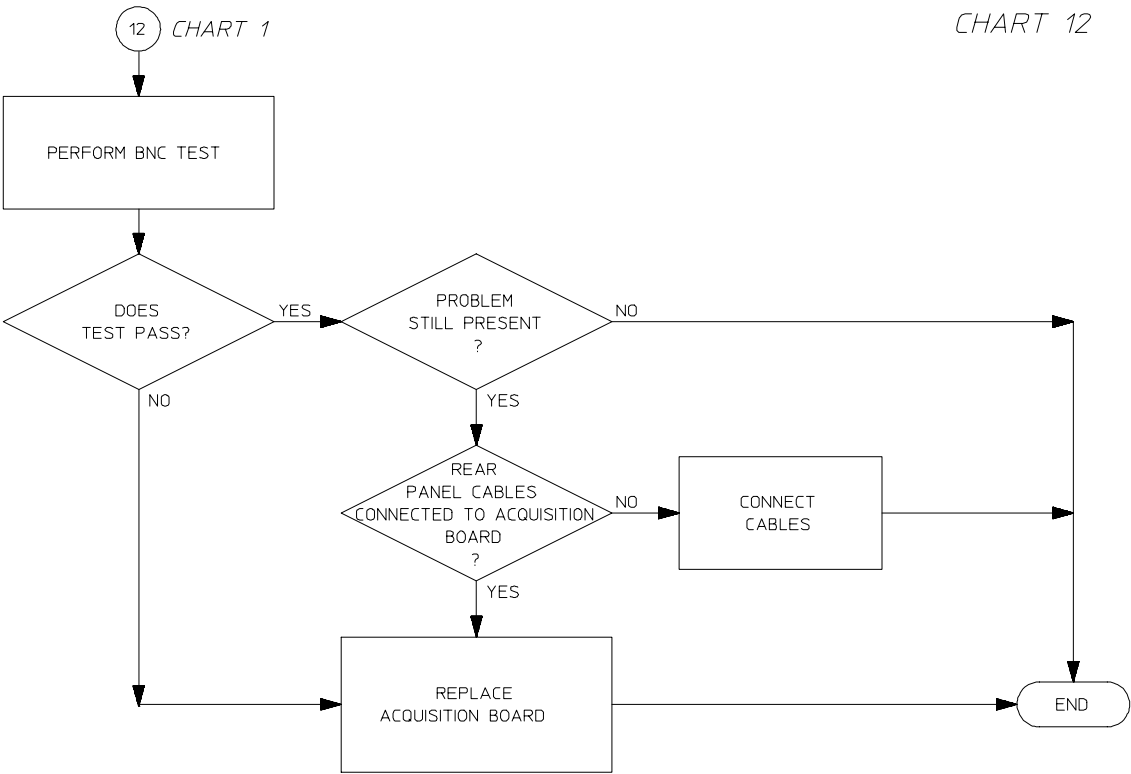 12 CHART 1
CHART 12
PERFORM BNC TEST
DOES
TEST PASS?
YES
PROBLEM
STILL PRESENT
?
NO
NO
YES
REAR
PANEL CABLES
CONNECTED TO ACQUISITION
BOARD
?
NO
CONNECT
CABLES
YES
REPLACE
ACQUISITION BOARD
END